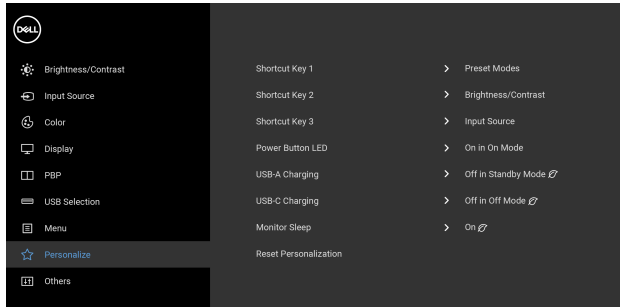 DELL
Brightness/Contrast
Input Source
Color
Display
PBP
USB Selection
Menu
Personalize
Others
Shortcut Key 1 > Preset Modes
Shortcut Key 2 > Brightness/Contrast
Shortcut Key 3 > Input Source
Power Button LED > On in On Mode
USB-A Charging > Off in Standby Mode
USB-C Charging > Off in Off Mode
Monitor Sleep > On
Reset Personalization